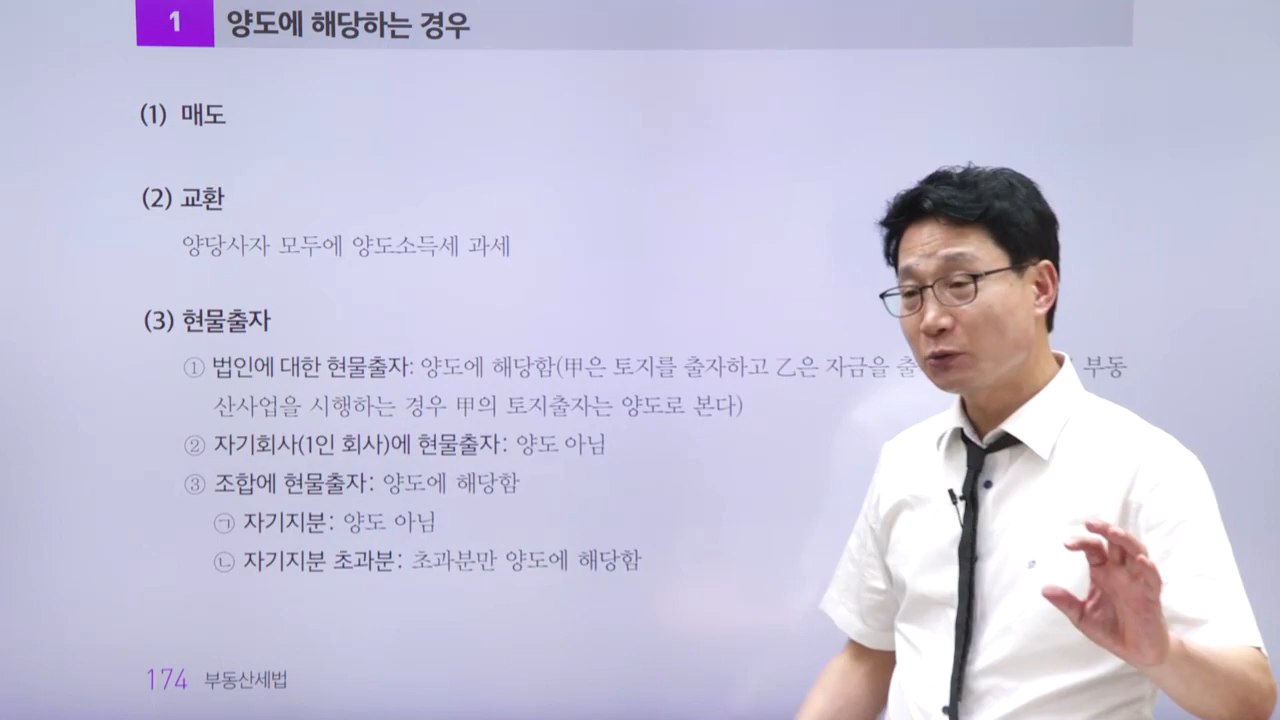 1 양도에 해당하는 경우
(1) 매도
(2) 교환
양당사자 모두에 양도소득세 과세
(3) 현물출자
① 법인에 대한 현물출자: 양도에 해당함(甲은 토지를 출자하고 乙은 자금을 출 부동
산사업을 시행하는 경우 甲의 토지출자는 양도로 본다)
② 자기회사(1인 회사)에 현물출자: 양도 아님
③ 조합에 현물출자: 양도에 해당함
㉠ 자기지분: 양도 아님
㉡ 자기지분 초과분: 초과분만 양도에 해당함
174 부동산세법